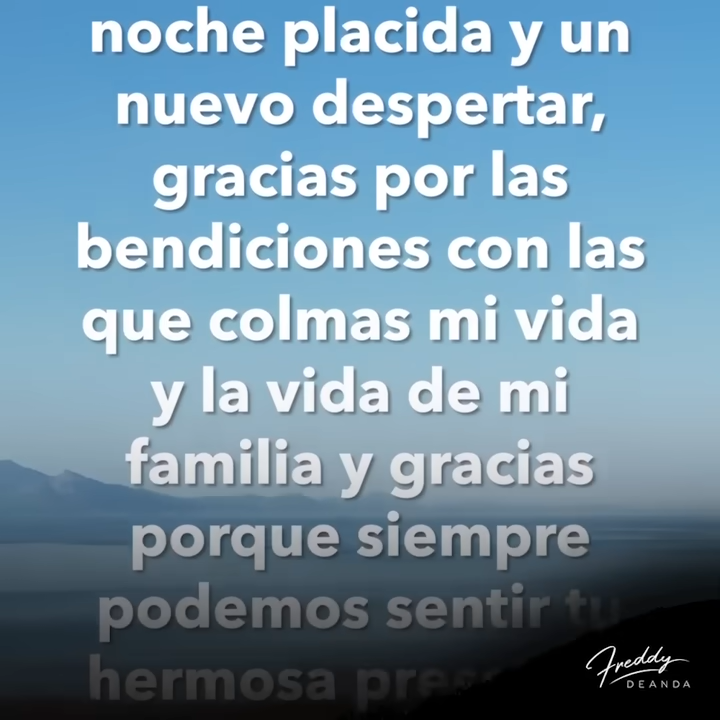 noche placida y un
nuevo despertar,
gracias por las
bendiciones con las
que colmas mi vida
y la vida de mi
familia y gracias
porque siempre
podemos sentir tu
hermosa
Freddy
DEANDA